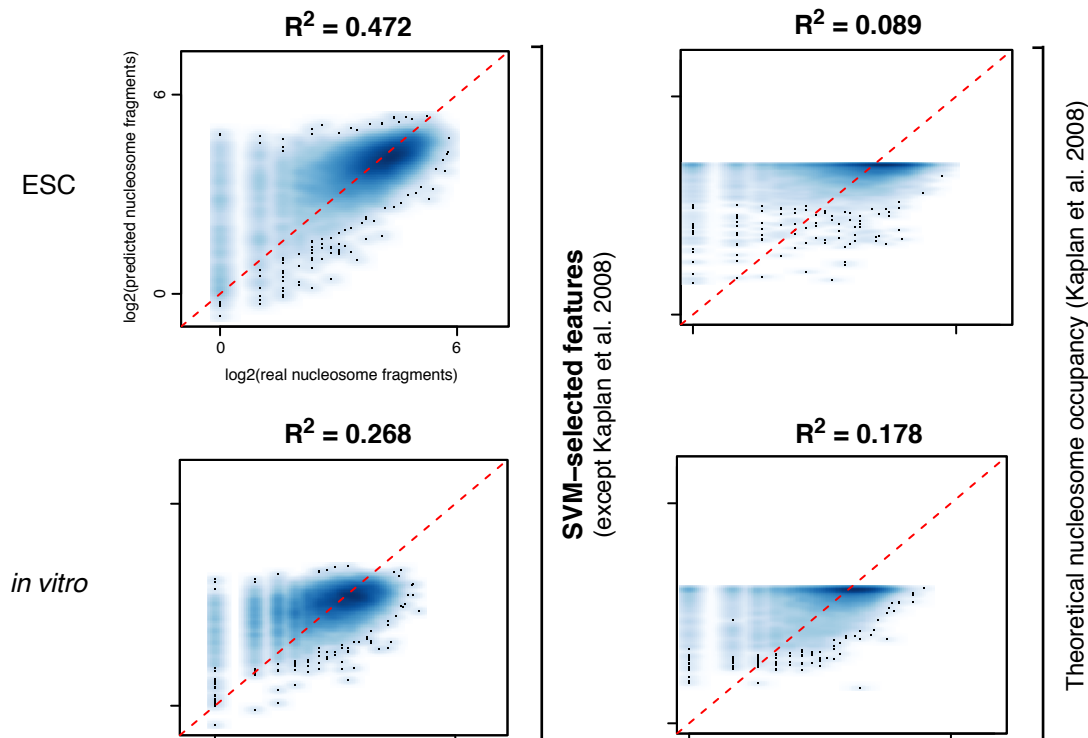 R² = 0.472
R² = 0.089
log2(predicted nucleosome fragments)
6
0
0
6
log2(real nucleosome fragments)
ESC
SVM–selected features
(except Kaplan et al. 2008)
Theoretical nucleosome occupancy (Kaplan et al. 2008)
R² = 0.268
R² = 0.178
in vitro